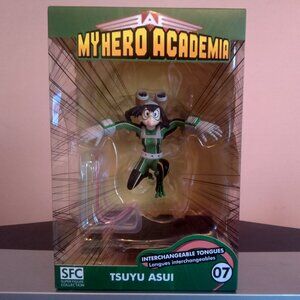 MY HERO ACADEMIA
INTERCHANGEABLE TONGUES
Langues interchangeables
SFC
SUPER FIGURE
COLLECTION
TSUYU ASUI
07